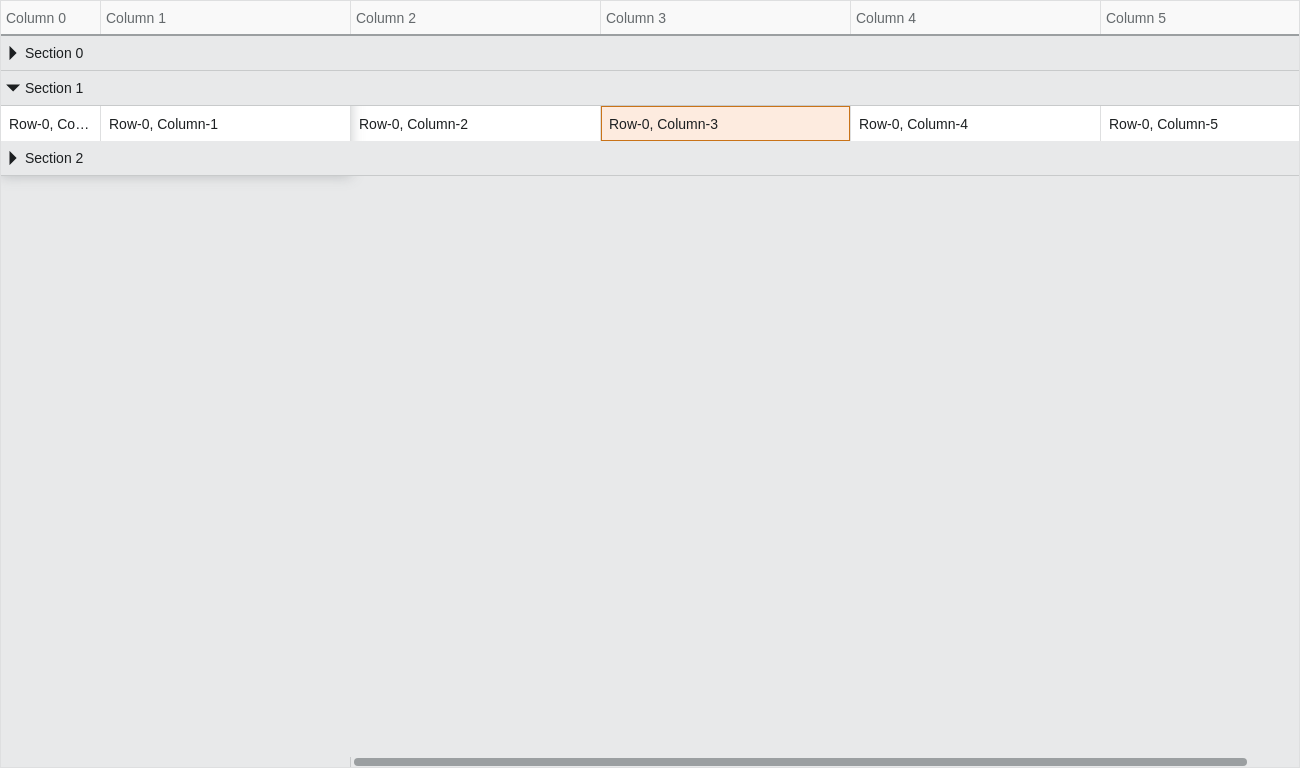 Column 0 Column 1 Column 2 Column 3 Column 4 Column 5
Section 0
Section 1
Row-0, Co… Row-0, Column-1 Row-0, Column-2 Row-0, Column-3 Row-0, Column-4 Row-0, Column-5
Section 2